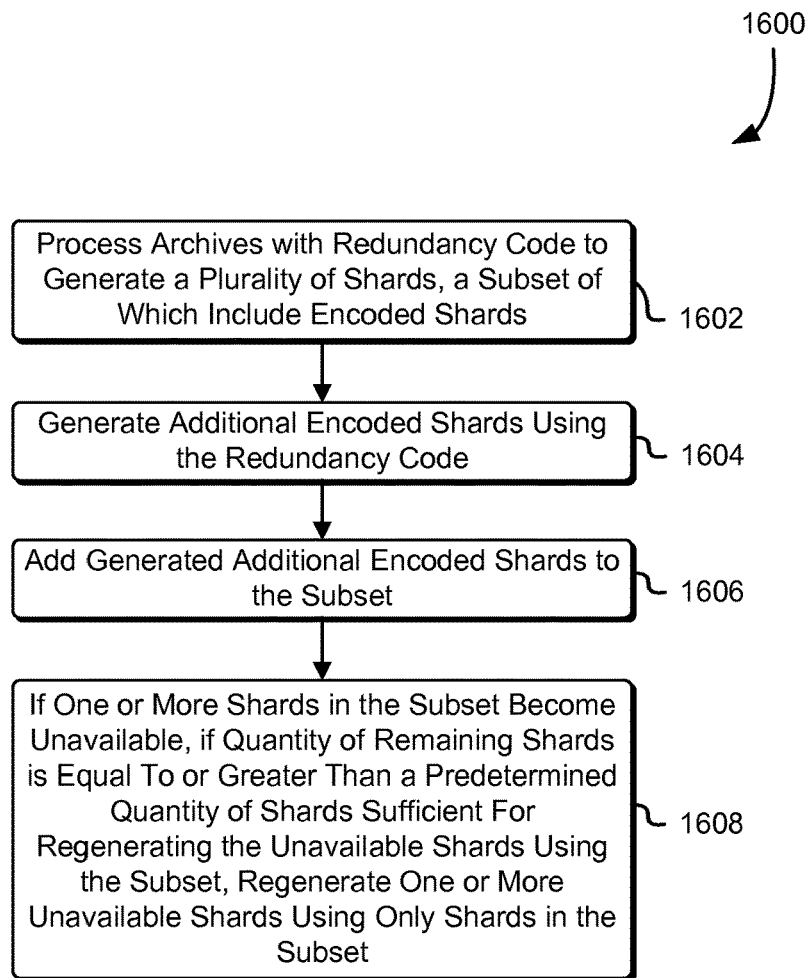 1600
Process Archives with Redundancy Code to
Generate a Plurality of Shards, a Subset of
Which Include Encoded Shards
1602
Generate Additional Encoded Shards Using
the Redundancy Code
1604
Add Generated Additional Encoded Shards to
the Subset
1606
If One or More Shards in the Subset Become
Unavailable, if Quantity of Remaining Shards
is Equal To or Greater Than a Predetermined
Quantity of Shards Sufficient For
Regenerating the Unavailable Shards Using
the Subset, Regenerate One or More
Unavailable Shards Using Only Shards in the
Subset
1608